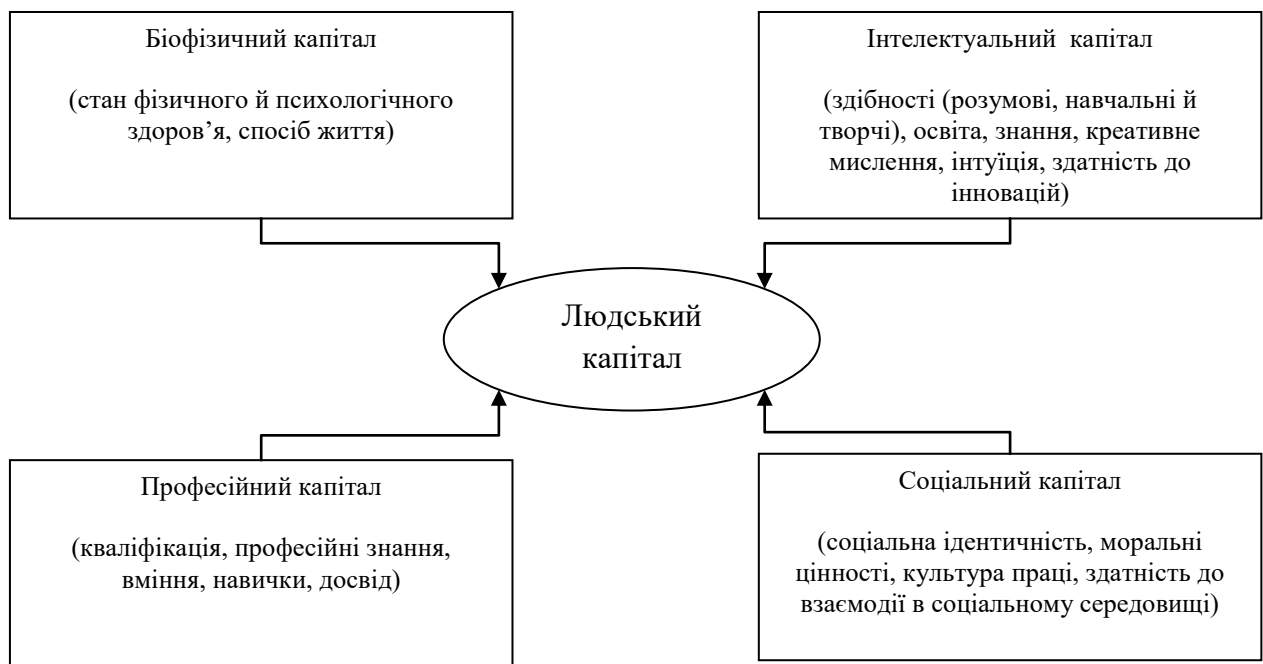 Біофізичний капітал
(стан фізичного й психологічного
здоров’я, спосіб життя)
Інтелектуальний капітал
(здібності (розумові, навчальні й
творчі), освіта, знання, креативне
мислення, інтуїція, здатність до
інновацій)
Людський
капітал
Професійний капітал
(кваліфікація, професійні знання,
вміння, навички, досвід)
Соціальний капітал
(соціальна ідентичність, моральні
цінності, культура праці, здатність до
взаємодії в соціальному середовищі)